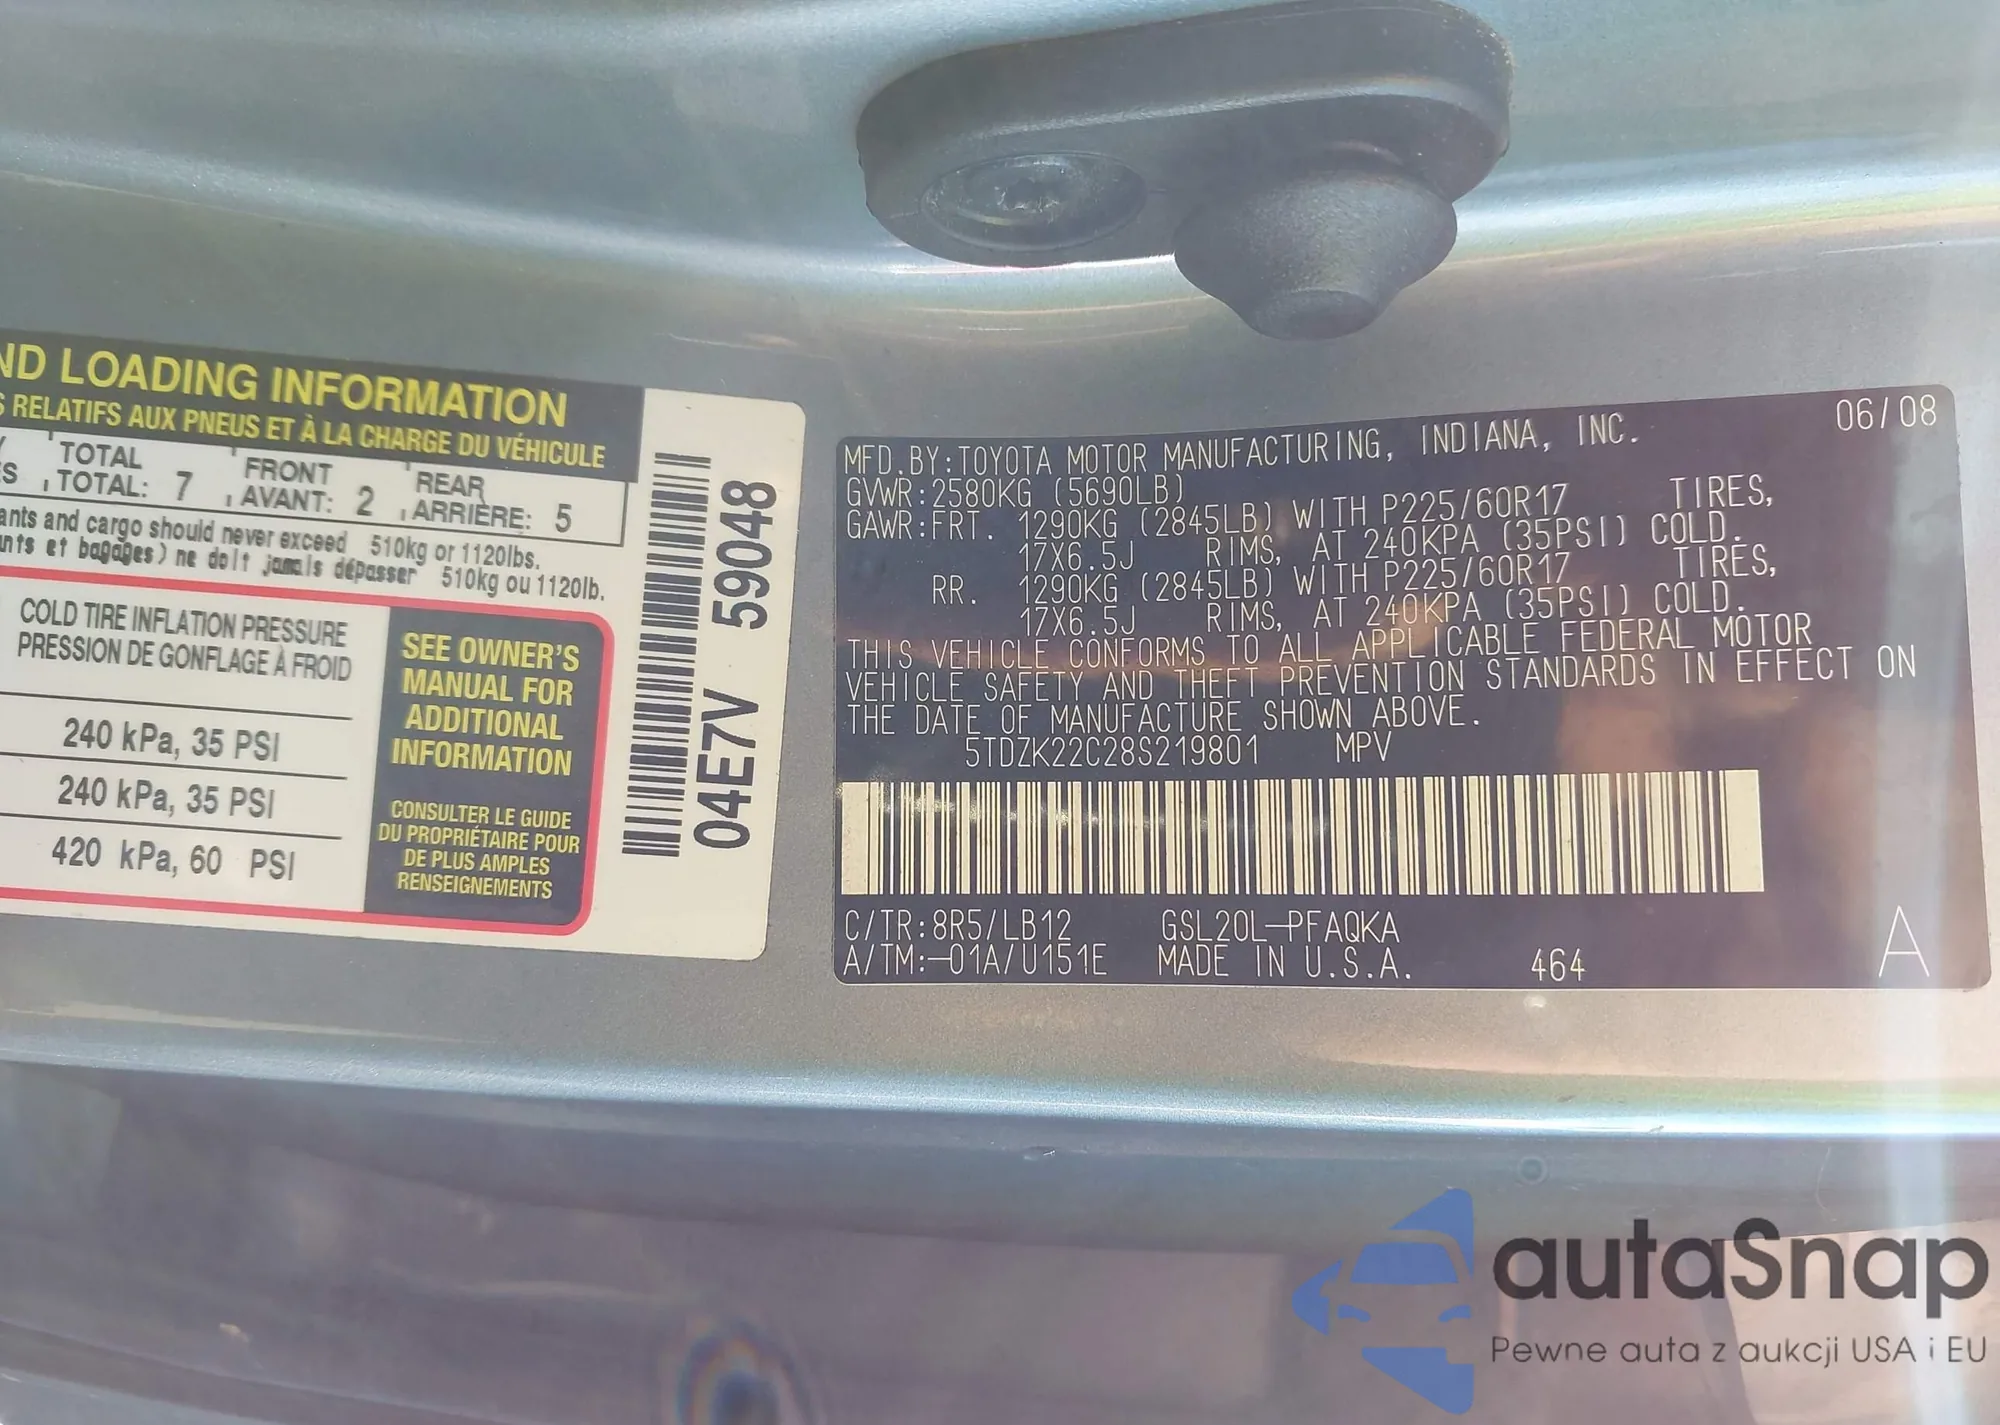 ND LOADING INFORMATION
S RELATIFS AUX PNEUS ET À LA CHARGE DU VÉHICULE
TOTAL FRONT REAR
TOTAL: 7 AVANT: 2 ARRIÈRE: 5
ants and cargo should never exceed 510kg or 1120lbs.
unts et bagages) ne doit jamais dépasser 510kg ou 1120lb.
COLD TIRE INFLATION PRESSURE
PRESSION DE GONFLAGE À FROID
240 kPa, 35 PSI
240 kPa, 35 PSI
420 kPa, 60 PSI
SEE OWNER'S
MANUAL FOR
ADDITIONAL
INFORMATION
CONSULTER LE GUIDE
DU PROPRIÉTAIRE POUR
DE PLUS AMPLES
RENSEIGNEMENTS
04E7V 59048
06/08
MFD.BY:TOYOTA MOTOR MANUFACTURING, INDIANA, INC.
GVWR:2580KG (5690LB)
GAWR:FRT. 1290KG (2845LB) WITH P225/60R17 TIRES,
17X6.5J RIMS, AT 240KPA (35PSI) COLD.
RR. 1290KG (2845LB) WITH P225/60R17 TIRES,
17X6.5J RIMS, AT 240KPA (35PSI) COLD.
THIS VEHICLE CONFORMS TO ALL APPLICABLE FEDERAL MOTOR
VEHICLE SAFETY AND THEFT PREVENTION STANDARDS IN EFFECT ON
THE DATE OF MANUFACTURE SHOWN ABOVE.
5TDZK22C28S219801 MPV
C/TR:8R5/LB12 GSL20L-PFAQKA
A/TM:-01A/U151E MADE IN U.S.A. 464 A
autaSnap
Pewne auta z aukcji USA i EU